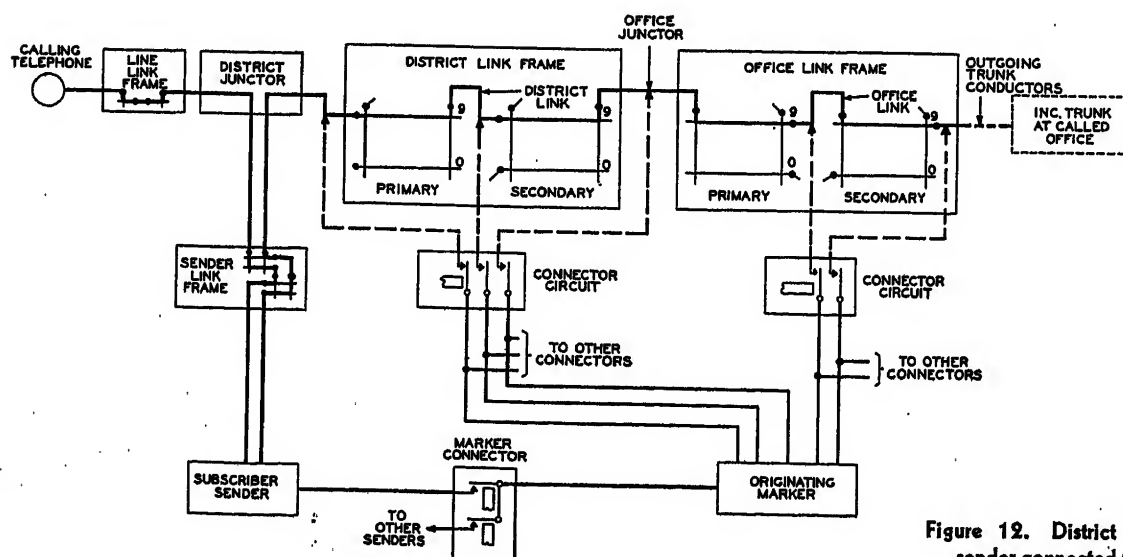 CALLING
TELEPHONE
LINE
LINK
FRAME
DISTRICT
JUNCTOR
DISTRICT LINK FRAME
DISTRICT
LINK
9
9
0
0
PRIMARY
SECONDARY
OFFICE
JUNCTOR
OFFICE LINK FRAME
OFFICE
LINK
9
9
0
0
PRIMARY
SECONDARY
OUTGOING
TRUNK
CONDUCTORS
INC. TRUNK
AT CALLED
OFFICE
SENDER
LINK
FRAME
CONNECTOR
CIRCUIT
CONNECTOR
CIRCUIT
TO OTHER
CONNECTORS
TO OTHER
CONNECTORS
SUBSCRIBER
SENDER
MARKER
CONNECTOR
TO
OTHER
SENDERS
ORIGINATING
MARKER
Figure 12. District
sender connected